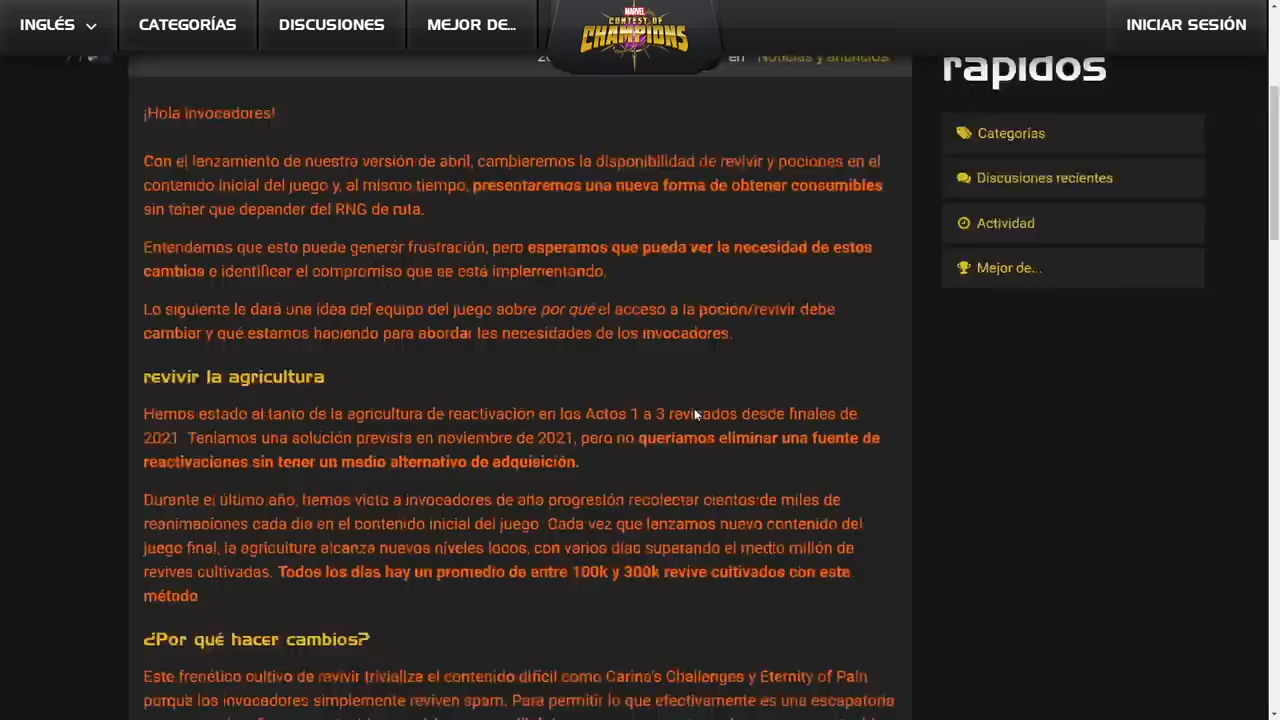 INGLÉS CATEGORÍAS DISCUSIONES MEJOR DE... MARVEL CONTEST OF CHAMPIONS INICIAR SESIÓN
en Noticias y anuncios
rápidos
¡Hola Invocadores!
Con el lanzamiento de nuestra versión de abril, cambiaremos la disponibilidad de revivir y pociones en el
contenido inicial del juego y, al mismo tiempo, presentaremos una nueva forma de obtener consumibles
sin tener que depender del RNG de ruta.
Entendemos que esto puede generar frustración, pero esperamos que pueda ver la necesidad de estos
cambios e identificar el compromiso que se está implementando.
Lo siguiente le dará una idea del equipo del juego sobre por qué el acceso a la poción/revivir debe
cambiar y qué estamos haciendo para abordar las necesidades de los invocadores.
revivir la agricultura
Hemos estado al tanto de la agricultura de reactivación en los Actos 1 a 3 revisados desde finales de
2021. Teníamos una solución prevista en noviembre de 2021, pero no queríamos eliminar una fuente de
reactivaciones sin tener un medio alternativo de adquisición.
Durante el último año, hemos visto a invocadores de alta progresión recolectar cientos de miles de
reanimaciones cada día en el contenido inicial del juego. Cada vez que lanzamos nuevo contenido del
juego final, la agricultura alcanza nuevos niveles locos, con varios días superando el medio millón de
revives cultivadas. Todos los días hay un promedio de entre 100k y 300k revive cultivados con este
método
¿Por qué hacer cambios?
Este frenético cultivo de revivir trivializa el contenido difícil como Carina's Challenges y Eternity of Pain
porque los invocadores simplemente reviven spam. Para permitir lo que efectivamente es una escapatoria
Categorías
Discusiones recientes
Actividad
Mejor de...